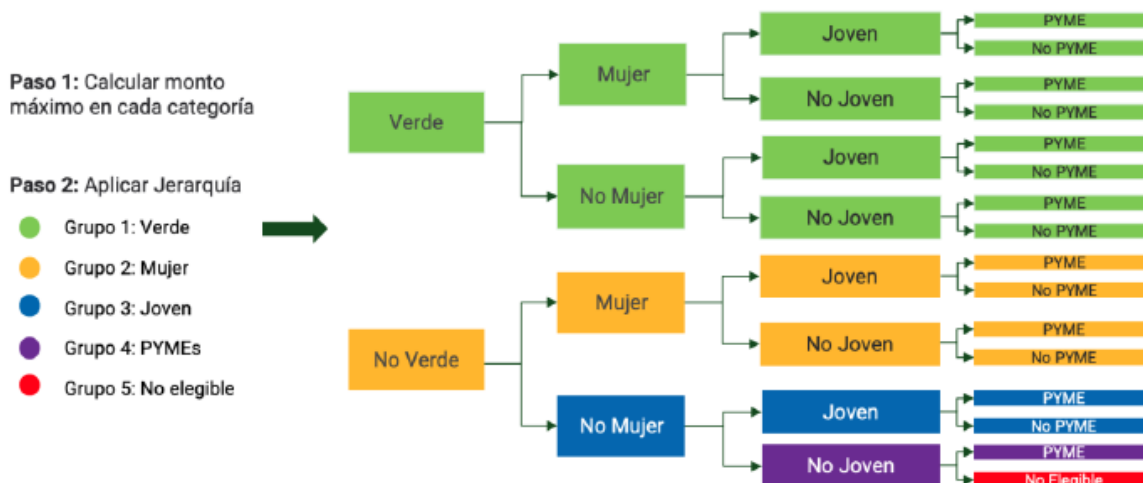 Paso 1: Calcular monto
máximo en cada categoría
Paso 2: Aplicar Jerarquía
Grupo 1: Verde
Grupo 2: Mujer
Grupo 3: Joven
Grupo 4: PYMEs
Grupo 5: No elegible
Verde
No Verde
Mujer
No Mujer
Mujer
No Mujer
Joven
No Joven
Joven
No Joven
Joven
No Joven
Joven
No Joven
PYME
No PYME
PYME
No PYME
PYME
No PYME
PYME
No PYME
PYME
No PYME
PYME
No PYME
PYME
No PYME
PYME
No Elegible